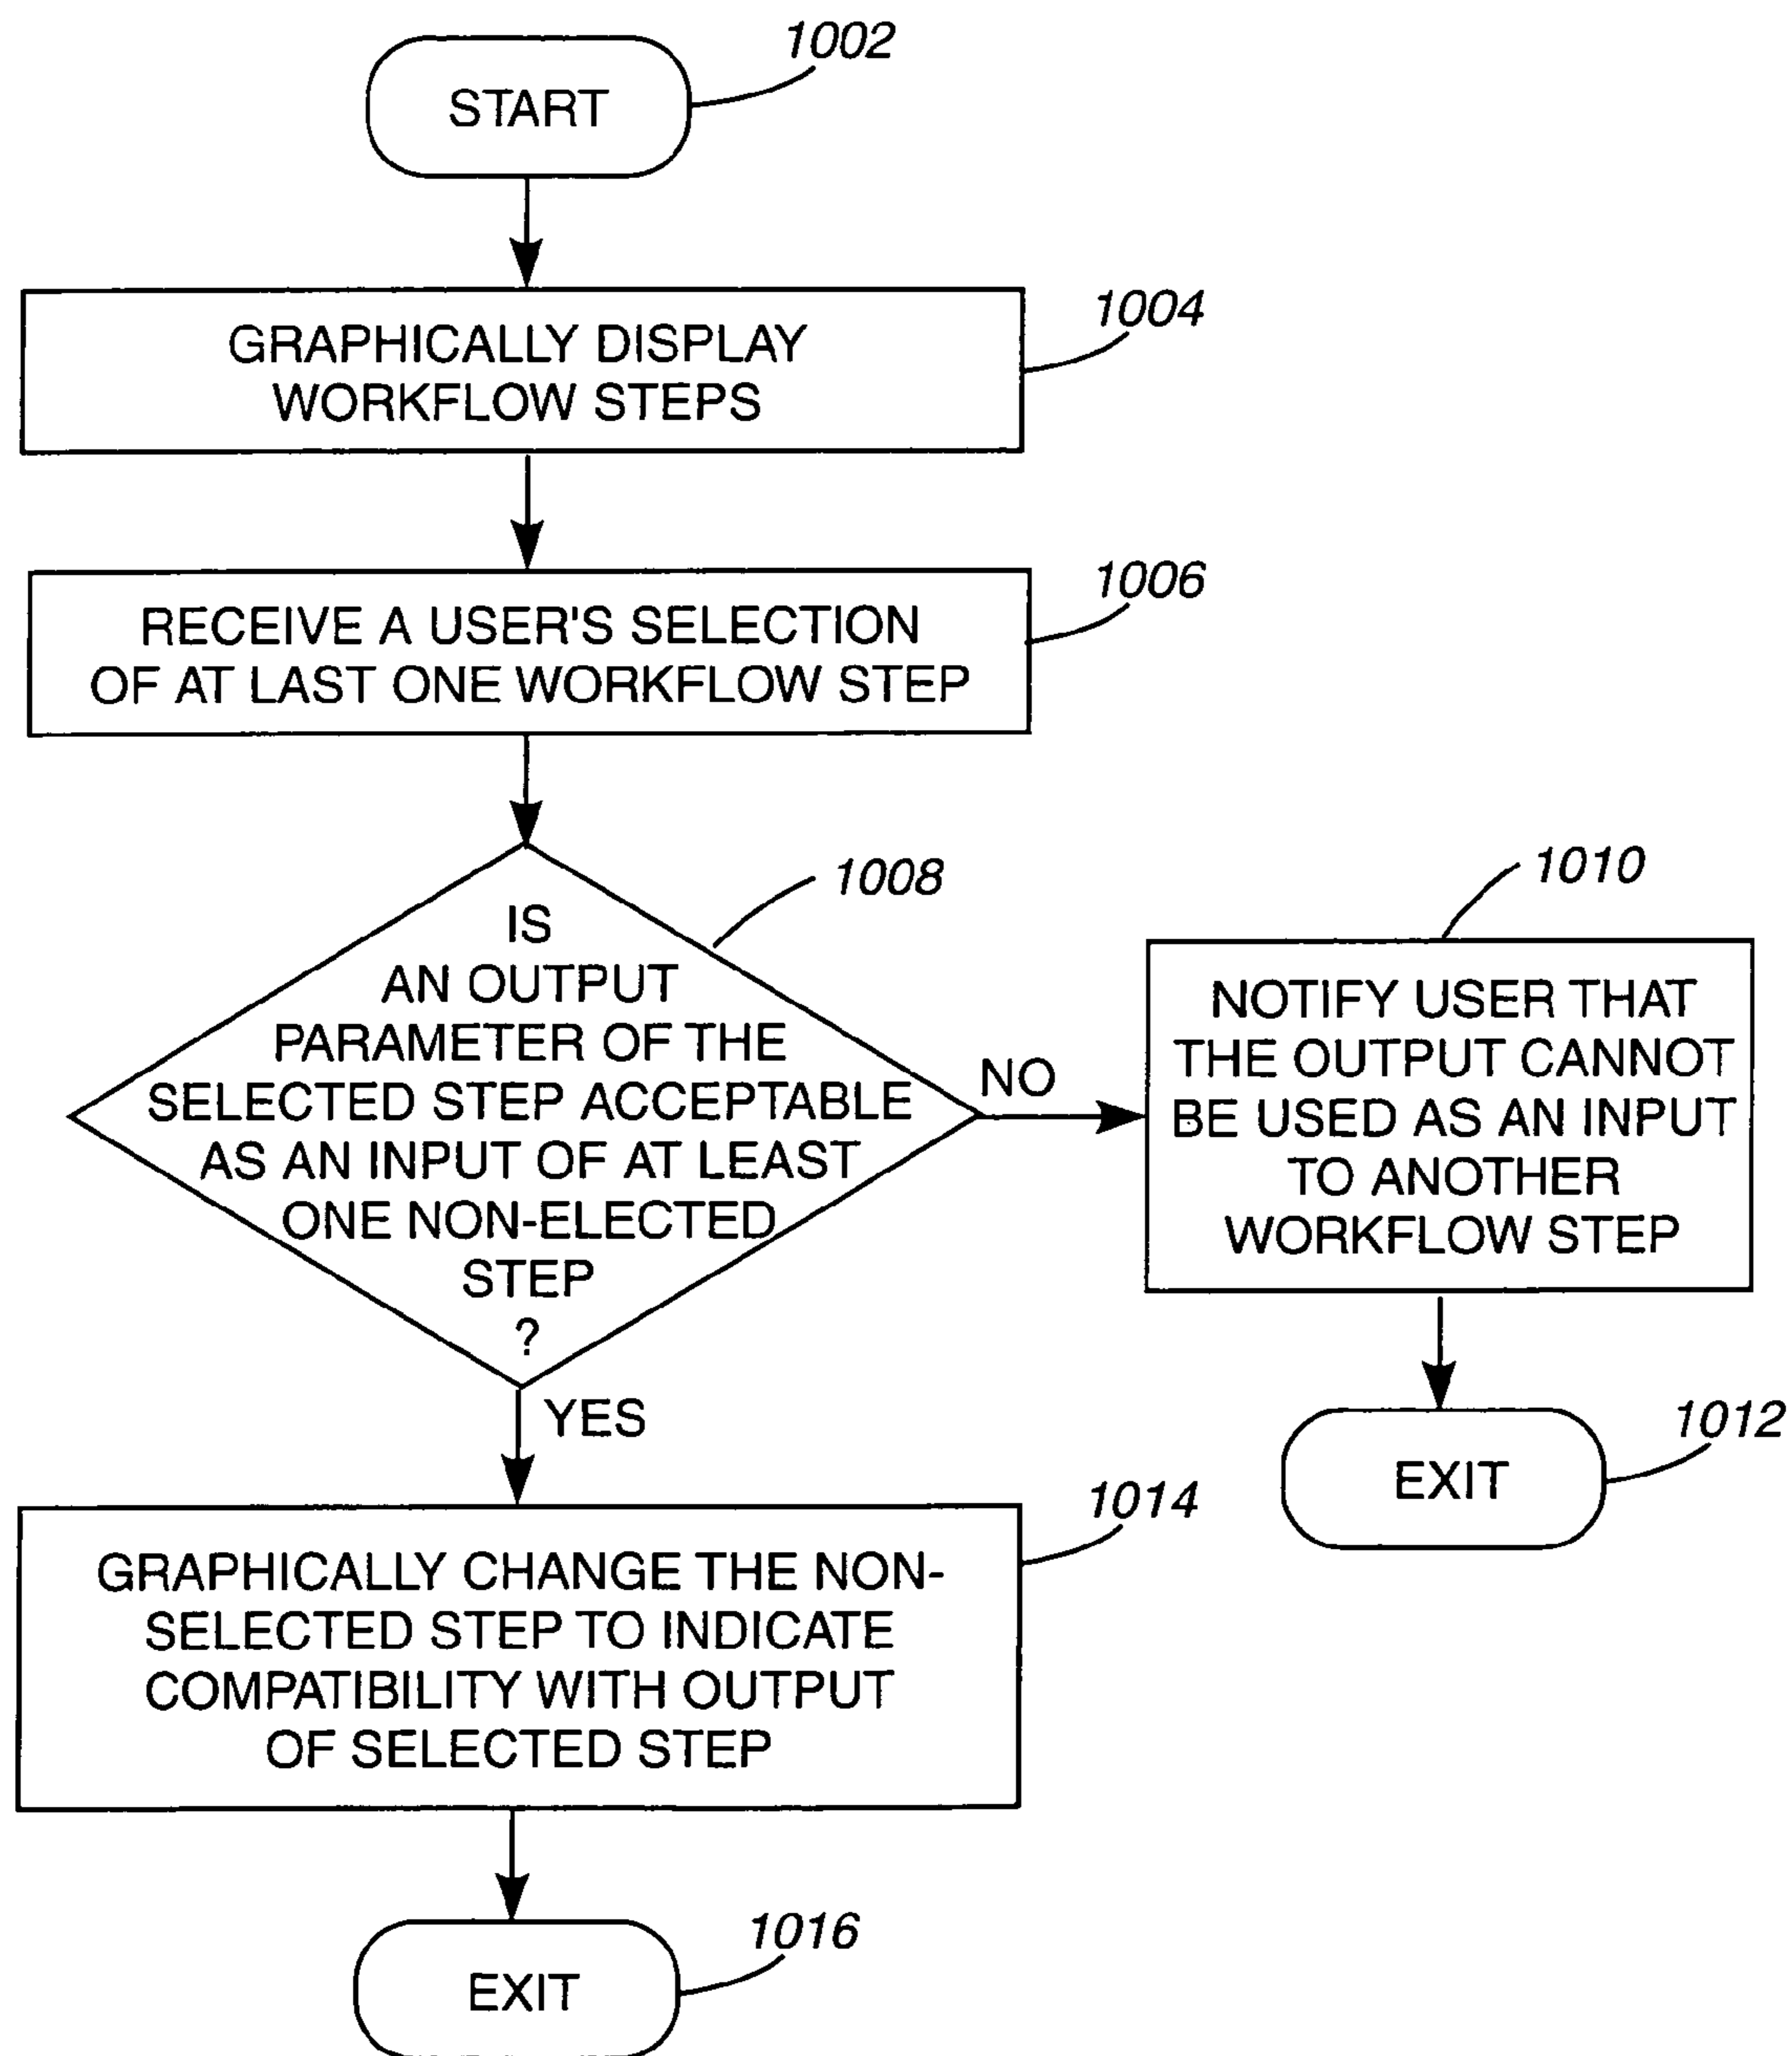 1002
START
1004
GRAPHICALLY DISPLAY
WORKFLOW STEPS
1006
RECEIVE A USER'S SELECTION
OF AT LAST ONE WORKFLOW STEP
1008
IS
AN OUTPUT
PARAMETER OF THE
SELECTED STEP ACCEPTABLE
AS AN INPUT OF AT LEAST
ONE NON-ELECTED
STEP
?
NO
1010
NOTIFY USER THAT
THE OUTPUT CANNOT
BE USED AS AN INPUT
TO ANOTHER
WORKFLOW STEP
1012
EXIT
YES
1014
GRAPHICALLY CHANGE THE NON-
SELECTED STEP TO INDICATE
COMPATIBILITY WITH OUTPUT
OF SELECTED STEP
1016
EXIT